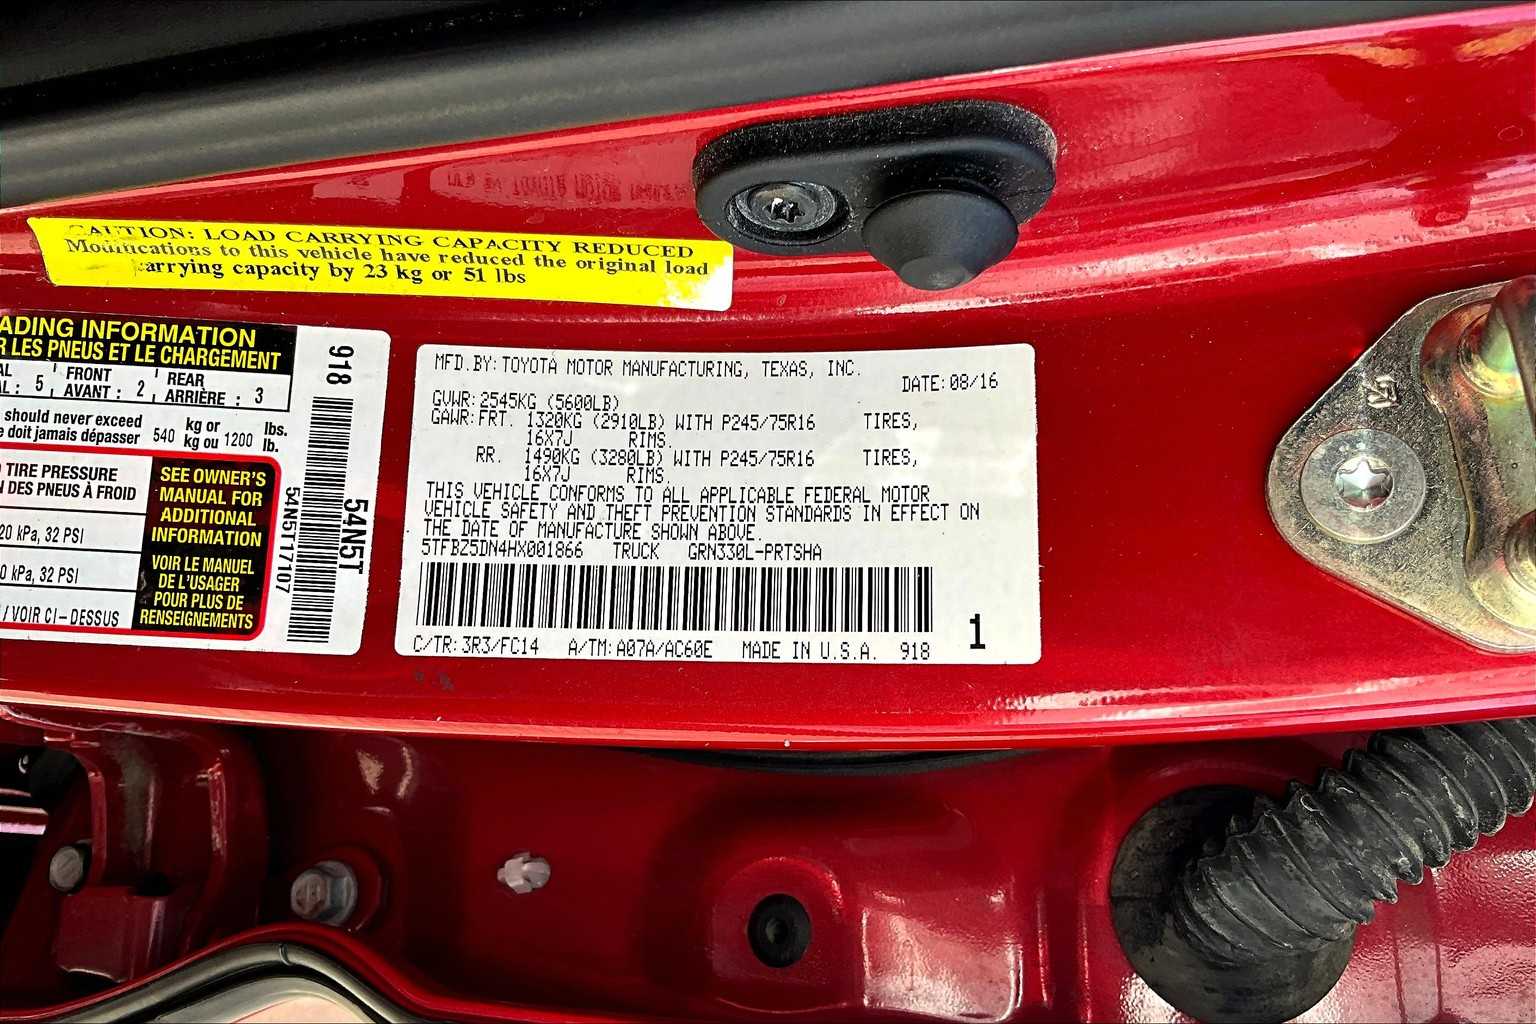 CAUTION: LOAD CARRYING CAPACITY REDUCED
Modifications to this vehicle have reduced the original load
carrying capacity by 23 kg or 51 lbs
ADING INFORMATION
R LES PNEUS ET LE CHARGEMENT
AL : 5 FRONT AVANT : 2 REAR ARRIÈRE : 3
should never exceed kg or lbs.
e doit jamais dépasser 540 kg ou 1200 lb.
TIRE PRESSURE
N DES PNEUS À FROID
20 kPa, 32 PSI
0 kPa, 32 PSI
/ VOIR CI-DESSUS
SEE OWNER'S
MANUAL FOR
ADDITIONAL
INFORMATION
VOIR LE MANUEL
DE L'USAGER
POUR PLUS DE
RENSEIGNEMENTS
918
54N5T
54N5T17107
MFD.BY:TOYOTA MOTOR MANUFACTURING, TEXAS, INC.
DATE:08/16
GVWR:2545KG (5600LB)
GAWR:FRT. 1320KG (2910LB) WITH P245/75R16 TIRES,
16X7J RIMS.
RR. 1490KG (3280LB) WITH P245/75R16 TIRES,
16X7J RIMS.
THIS VEHICLE CONFORMS TO ALL APPLICABLE FEDERAL MOTOR
VEHICLE SAFETY AND THEFT PREVENTION STANDARDS IN EFFECT ON
THE DATE OF MANUFACTURE SHOWN ABOVE.
5TFBZ5DN4HX001866 TRUCK GRN330L-PRTSHA
C/TR:3R3/FC14 A/TM:A07A/AC60E MADE IN U.S.A. 918
1